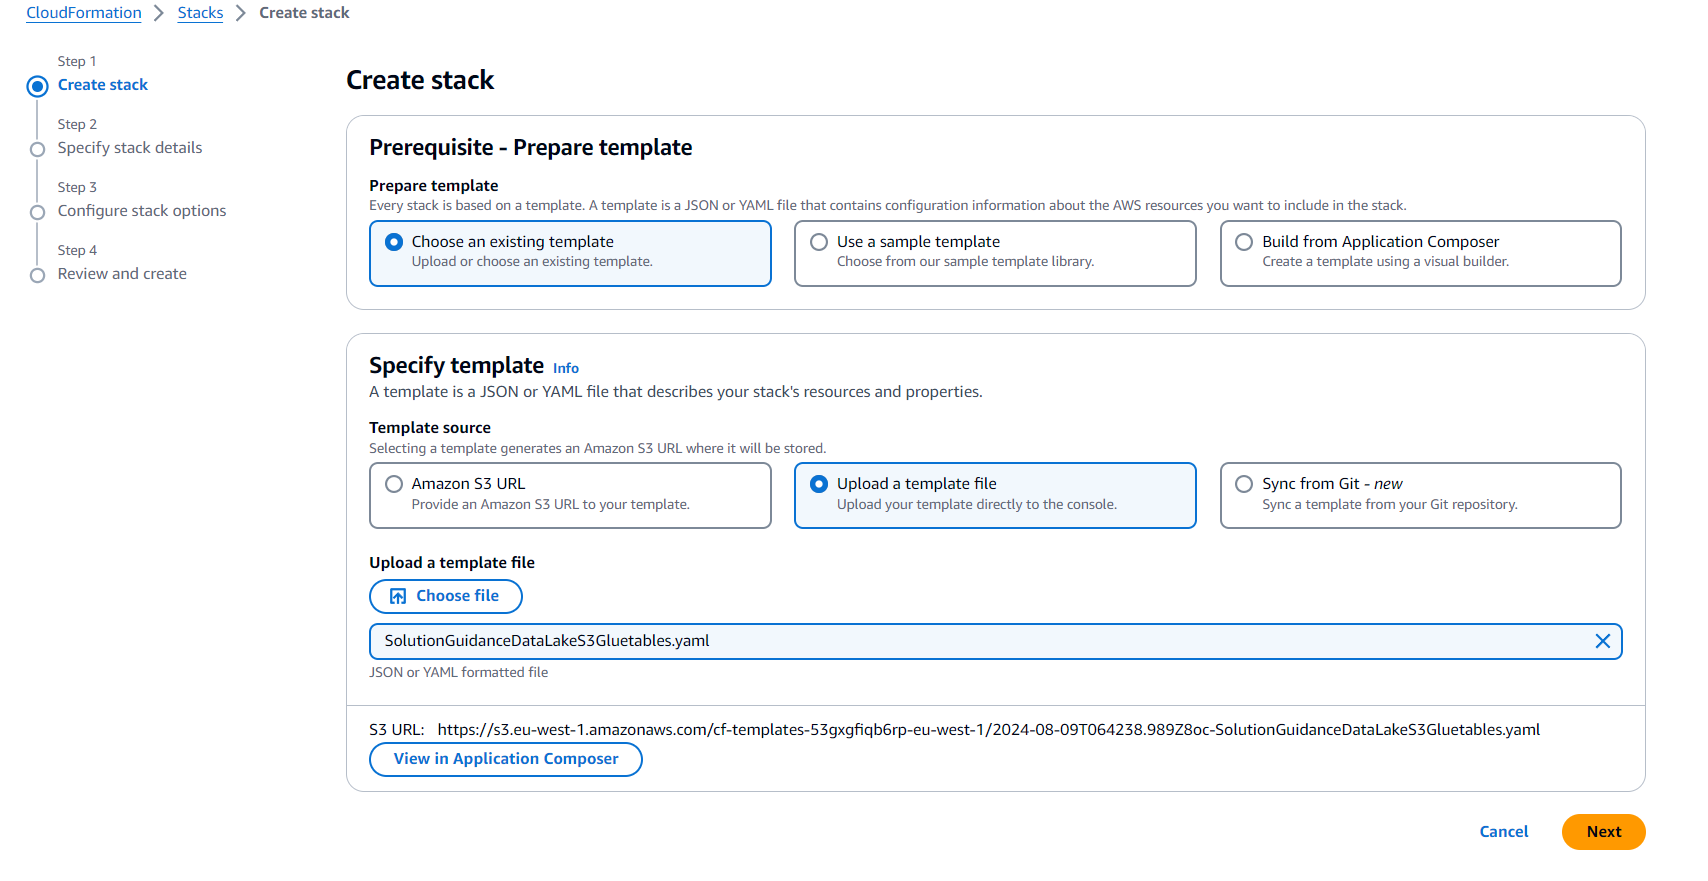 CloudFormation > Stacks > Create stack
Step 1
Create stack
Step 2
Specify stack details
Step 3
Configure stack options
Step 4
Review and create
Create stack
Prerequisite - Prepare template
Prepare template
Every stack is based on a template. A template is a JSON or YAML file that contains configuration information about the AWS resources you want to include in the stack.
Choose an existing template
Upload or choose an existing template.
Use a sample template
Choose from our sample template library.
Build from Application Composer
Create a template using a visual builder.
Specify template Info
A template is a JSON or YAML file that describes your stack's resources and properties.
Template source
Selecting a template generates an Amazon S3 URL where it will be stored.
Amazon S3 URL
Provide an Amazon S3 URL to your template.
Upload a template file
Upload your template directly to the console.
Sync from Git - new
Sync a template from your Git repository.
Upload a template file
Choose file
SolutionGuidanceDataLakeS3Gluetables.yaml
JSON or YAML formatted file
S3 URL: https://s3.eu-west-1.amazonaws.com/cf-templates-53gxgfiqb6rp-eu-west-1/2024-08-09T064238.989Z8oc-SolutionGuidanceDataLakeS3Gluetables.yaml
View in Application Composer
Cancel
Next